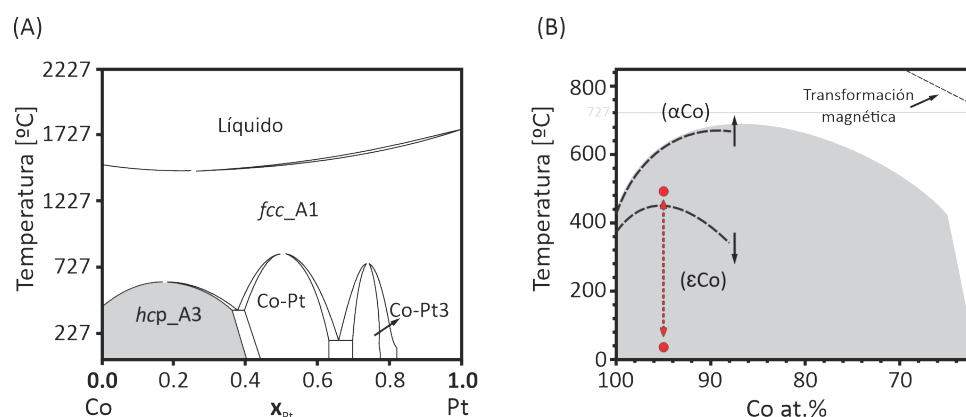 (A)
2227
1727
1227
727
227
Temperatura [ºC]
Líquido
fcc_A1
hcp_A3
Co-Pt
Co-Pt3
0.0 0.2 0.4 0.6 0.8 1.0
Co xPt Pt
(B)
800
727
600
400
200
0
Temperatura [ºC]
Transformación
magnética
(αCo)
(εCo)
100 90 80 70
Co at.%